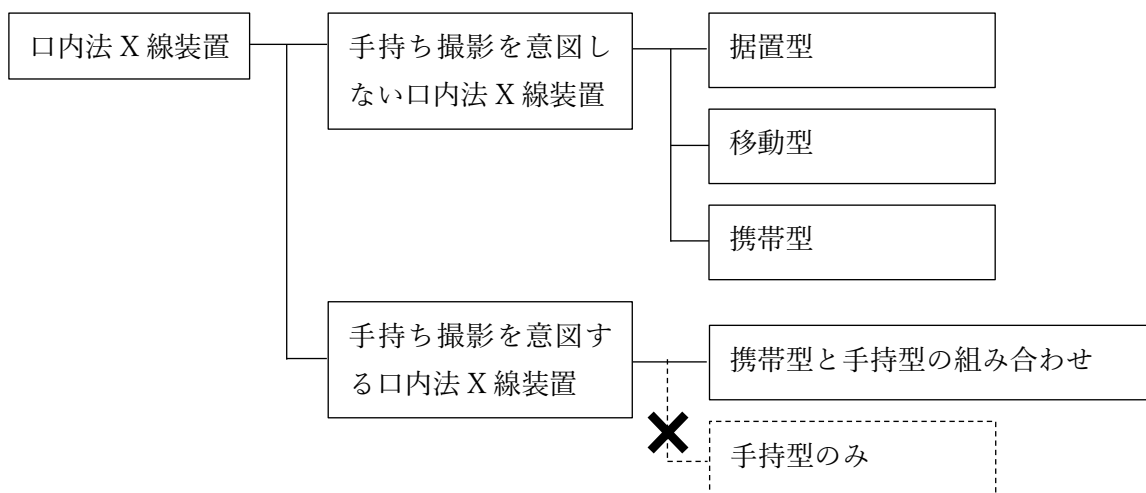 口内法 X 線装置
手持ち撮影を意図し
ない口内法 X 線装置
据置型
移動型
携帯型
手持ち撮影を意図す
る口内法 X 線装置
携帯型と手持型の組み合わせ
手持型のみ